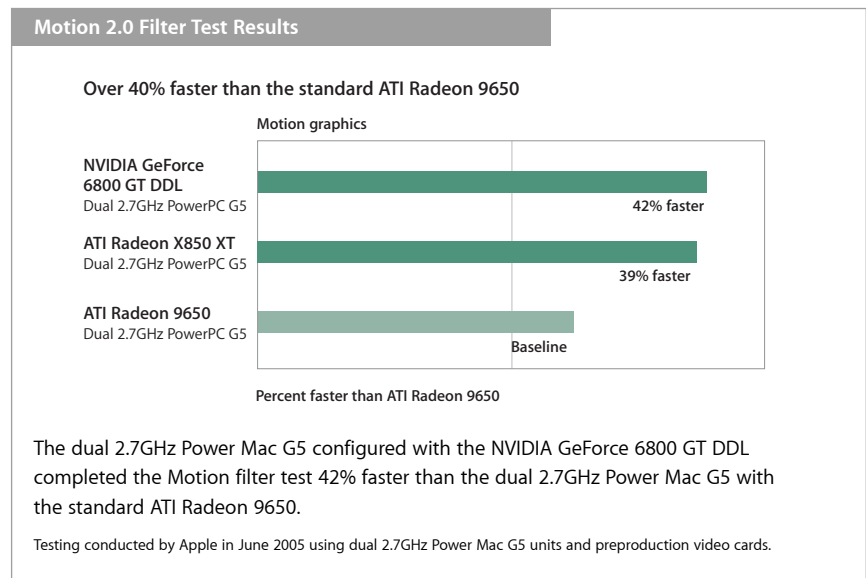 Motion 2.0 Filter Test Results
Over 40% faster than the standard ATI Radeon 9650
Motion graphics
NVIDIA GeForce
6800 GT DDL
Dual 2.7GHz PowerPC G5
42% faster
ATI Radeon X850 XT
Dual 2.7GHz PowerPC G5
39% faster
ATI Radeon 9650
Dual 2.7GHz PowerPC G5
Baseline
Percent faster than ATI Radeon 9650
The dual 2.7GHz Power Mac G5 configured with the NVIDIA GeForce 6800 GT DDL
completed the Motion filter test 42% faster than the dual 2.7GHz Power Mac G5 with
the standard ATI Radeon 9650.
Testing conducted by Apple in June 2005 using dual 2.7GHz Power Mac G5 units and preproduction video cards.